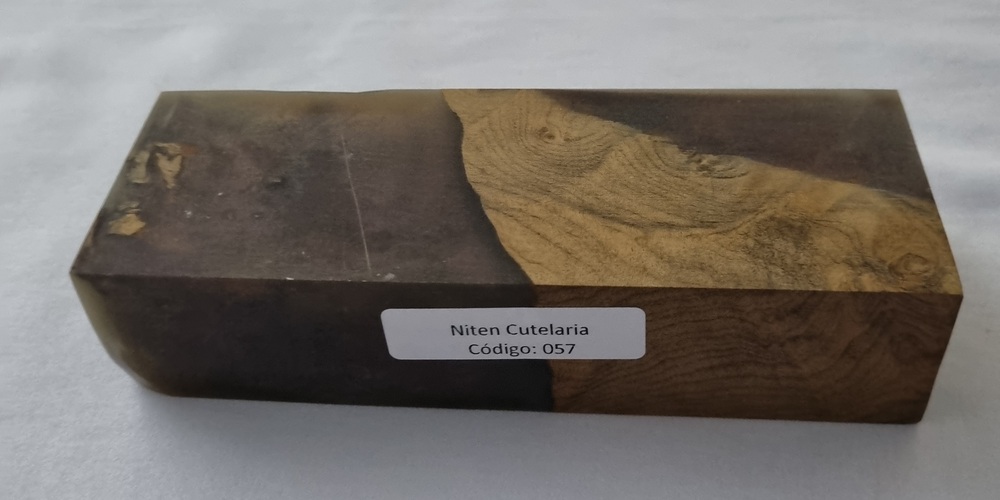 Niten Cutelaria
Código: 057